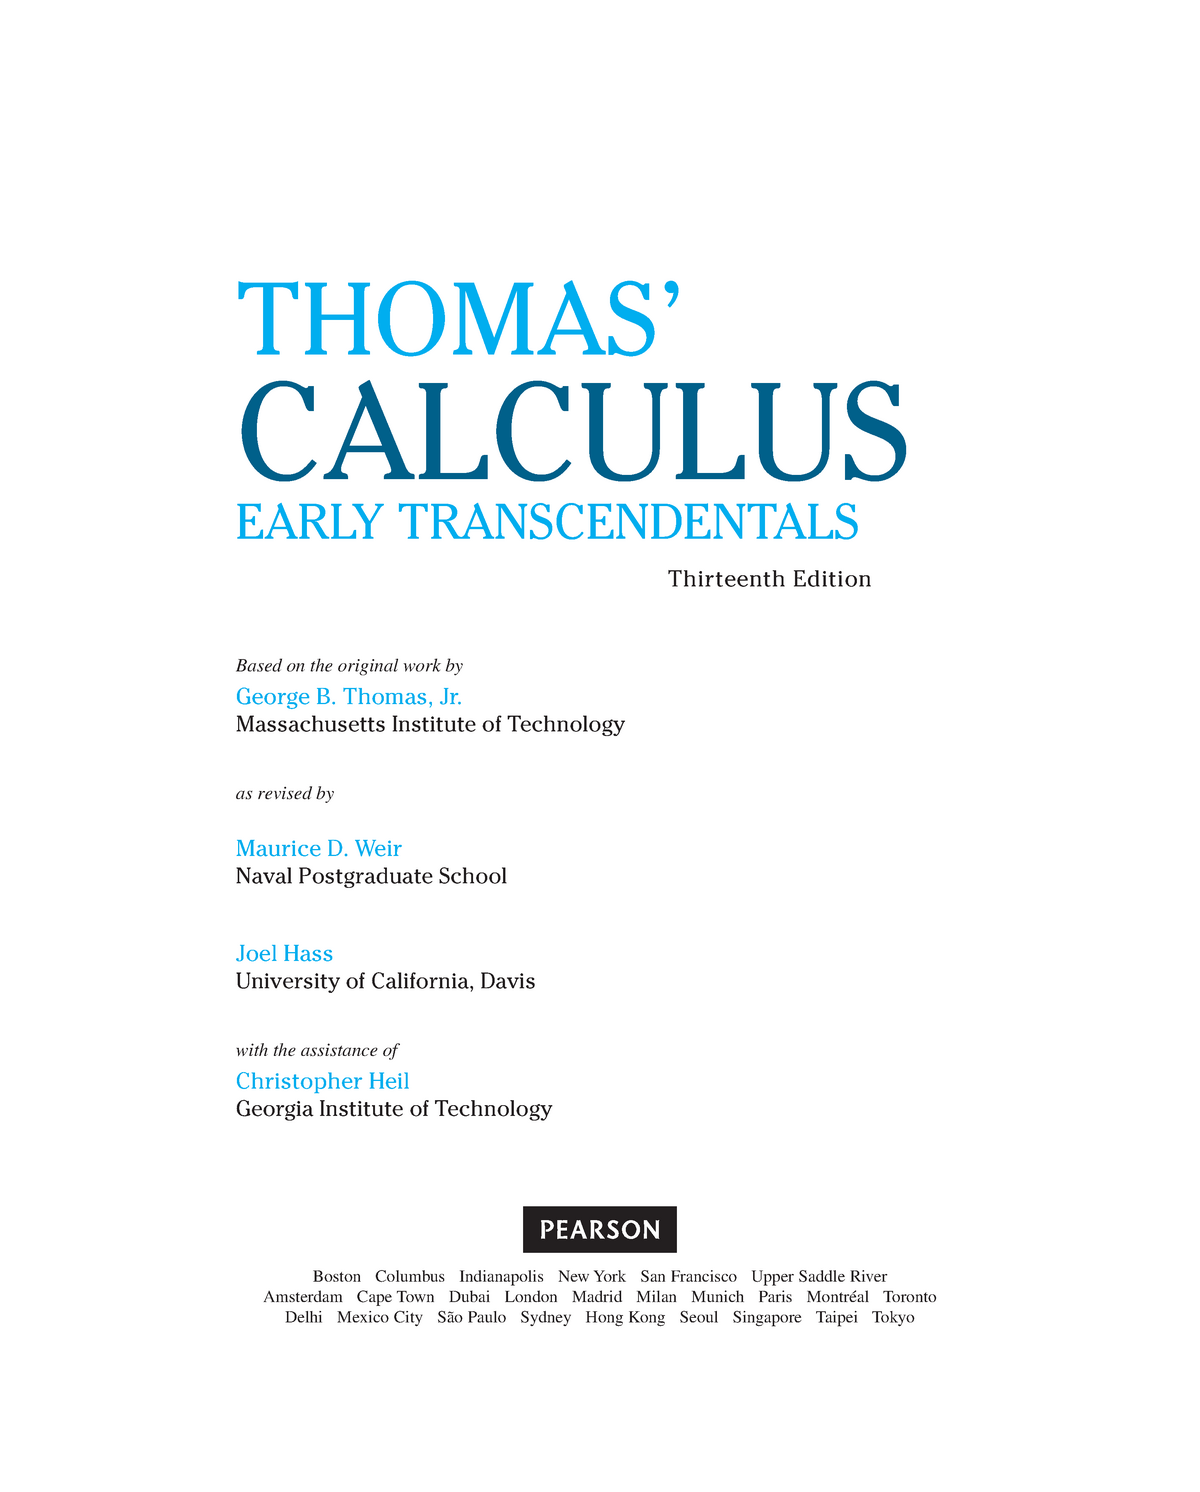 THOMAS’
CALCULUS
EARLY TRANSCENDENTALS
Thirteenth Edition
Based on the original work by
George B. Thomas, Jr.
Massachusetts Institute of Technology
as revised by
Maurice D. Weir
Naval Postgraduate School
Joel Hass
University of California, Davis
with the assistance of
Christopher Heil
Georgia Institute of Technology
PEARSON
Boston Columbus Indianapolis New York San Francisco Upper Saddle River
Amsterdam Cape Town Dubai London Madrid Milan Munich Paris Montréal Toronto
Delhi Mexico City São Paulo Sydney Hong Kong Seoul Singapore Taipei Tokyo